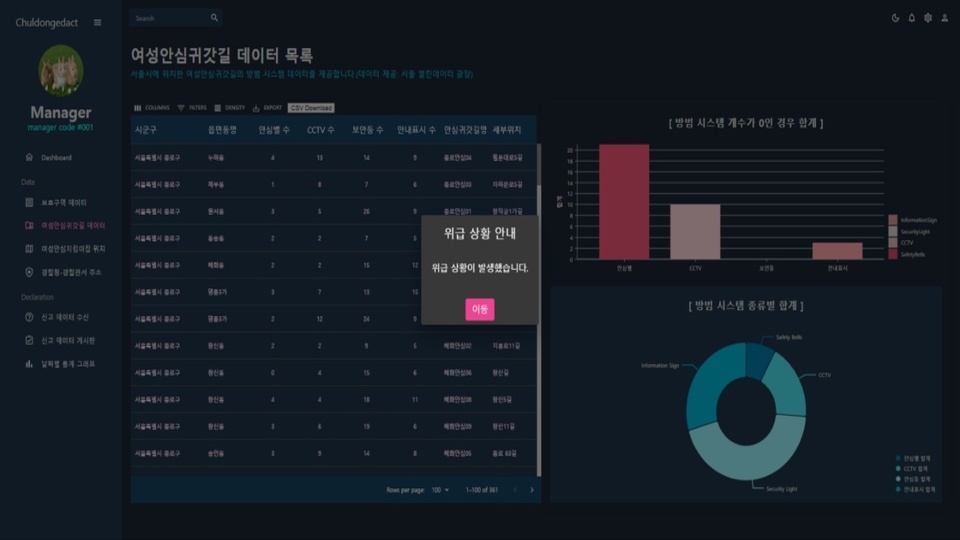 Chuldongedact
Search
Manager
manager code #001
Dashboard
Data
보호구역 데이터
여성안심귀갓길 데이터
여성안심지킴이집 위치
경찰청·경찰관서 주소
Declaration
신고 데이터 수신
신고 데이터 게시판
날짜별 통계 그래프
여성안심귀갓길 데이터 목록
서울시에 위치한 여성안심귀갓길의 방범 시스템 데이터를 제공합니다.(데이터 제공: 서울 열린데이터 광장)
COLUMNS FILTERS DENSITY EXPORT CSV Download
시군구 읍면동명 안심벨 수 CCTV 수 보안등 수 안내표시 수 안심귀갓길명 세부위치
서울특별시 종로구 누하동 4 15 14 9 종로안심04 필운대로5길
서울특별시 종로구 체부동 1 8 7 6 종로안심03 자하문로5길
서울특별시 종로구 원서동 3 5 26 9 종로안심01 창덕궁1가길
서울특별시 종로구 동숭동 2 2 7 5
서울특별시 종로구 혜화동 2 2 15 12
서울특별시 종로구 명륜3가 3 7 13
서울특별시 종로구 명륜3가 2 12 24
서울특별시 종로구 창신동 2 2 9 5 혜화안심02 지봉로11길
서울특별시 종로구 창신동 0 4 15 6 혜화안심06 창신길
서울특별시 종로구 창신동 4 4 18 11 혜화안심08 창신5길
서울특별시 종로구 창신동 3 6 19 6 혜화안심09 창신11길
서울특별시 종로구 숭인동 3 9 14 8 혜화안심05 종로 63길
Rows per page: 100 1–100 of 361
위급 상황 안내
위급 상황이 발생했습니다.
이동
[ 방범 시스템 개수가 0인 경우 합계 ]
20
18
16
14
12
10
8
6
4
2
0
합계
안심벨 CCTV 보안등 안내표시
InformationSign
SecurityLight
CCTV
SafetyBells
[ 방범 시스템 종류별 합계 ]
Safety Bells
Information Sign
CCTV
Security Light
안심벨 합계
CCTV 합계
안심등 합계
안내표시 합계